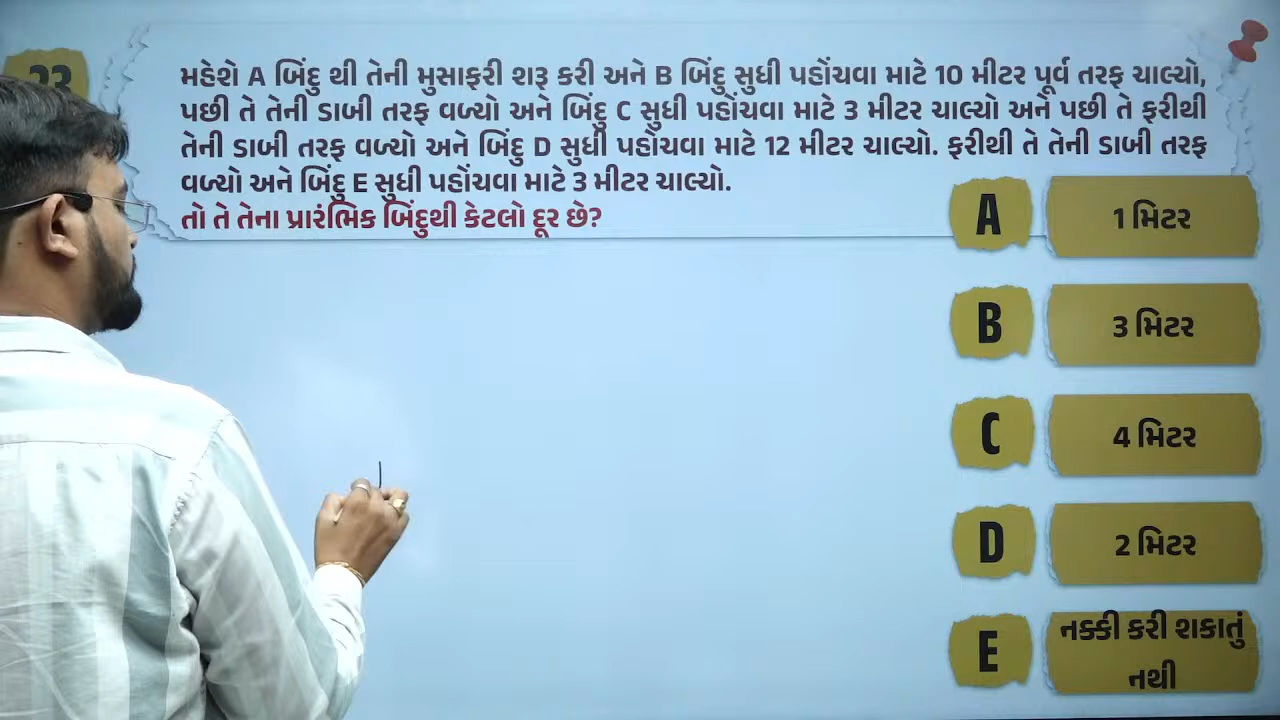 23
મહેશે A બિંદુ થી તેની મુસાફરી શરૂ કરી અને B બિંદુ સુધી પહોંચવા માટે 10 મીટર પૂર્વ તરફ ચાલ્યો,
પછી તે તેની ડાબી તરફ વળ્યો અને બિંદુ C સુધી પહોંચવા માટે 3 મીટર ચાલ્યો અને પછી તે ફરીથી
તેની ડાબી તરફ વળ્યો અને બિંદુ D સુધી પહોંચવા માટે 12 મીટર ચાલ્યો. ફરીથી તે તેની ડાબી તરફ
વળ્યો અને બિંદુ E સુધી પહોંચવા માટે 3 મીટર ચાલ્યો.
તો તે તેના પ્રારંભિક બિંદુથી કેટલો દૂર છે?
A 1 મિટર
B 3 મિટર
C 4 મિટર
D 2 મિટર
E નક્કી કરી શકાતું
નથી